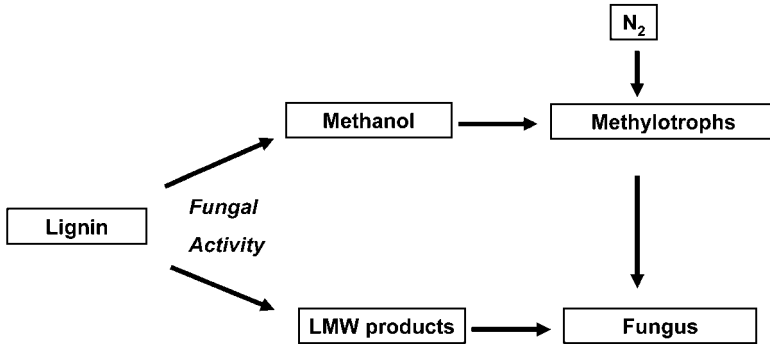 N₂
Methanol
Methylotrophs
Fungal
Lignin
Activity
LMW products
Fungus